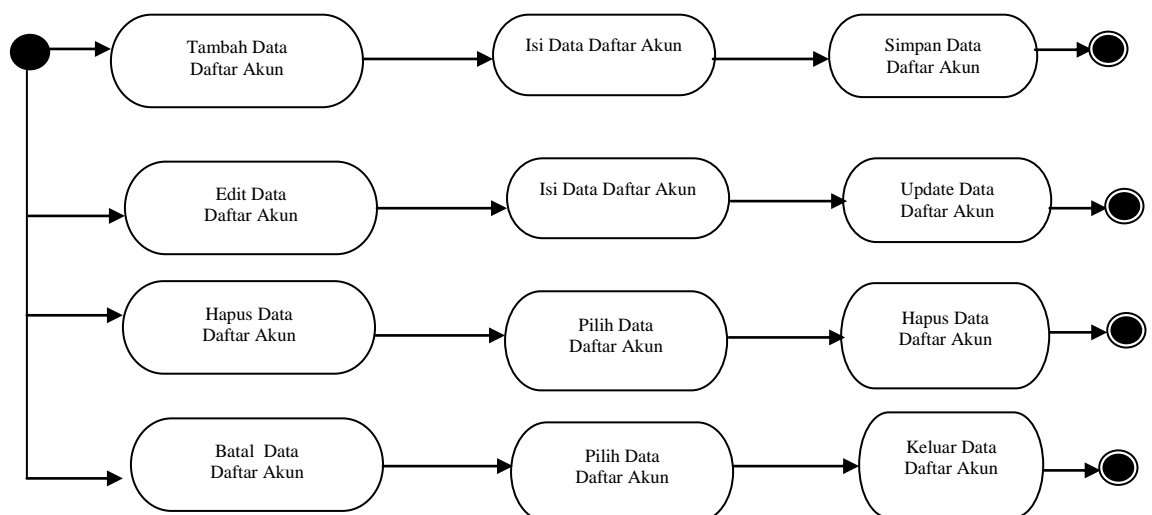 Tambah Data
Daftar Akun
Isi Data Daftar Akun
Simpan Data
Daftar Akun
Edit Data
Daftar Akun
Isi Data Daftar Akun
Update Data
Daftar Akun
Hapus Data
Daftar Akun
Pilih Data
Daftar Akun
Hapus Data
Daftar Akun
Batal  Data
Daftar Akun
Pilih Data
Daftar Akun
Keluar Data
Daftar Akun